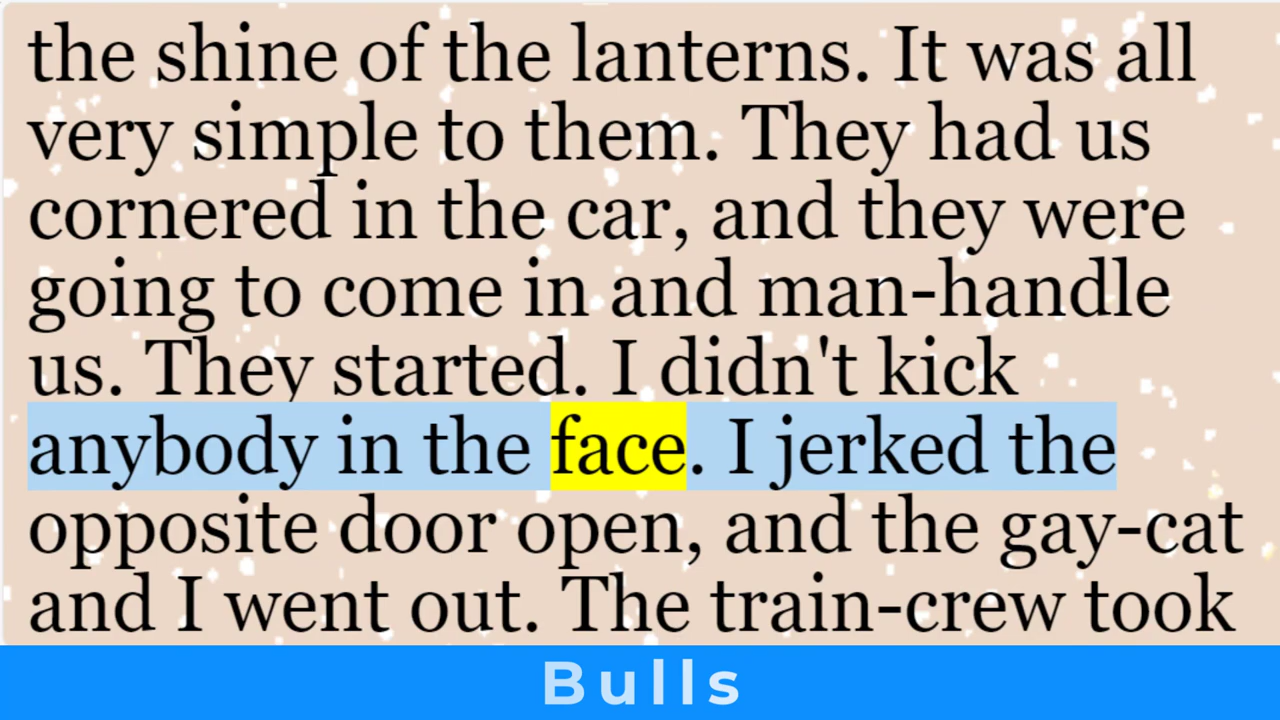 the shine of the lanterns. It was all
very simple to them. They had us
cornered in the car, and they were
going to come in and man-handle
us. They started. I didn't kick
anybody in the face. I jerked the
opposite door open, and the gay-cat
and I went out. The train-crew took
Bulls